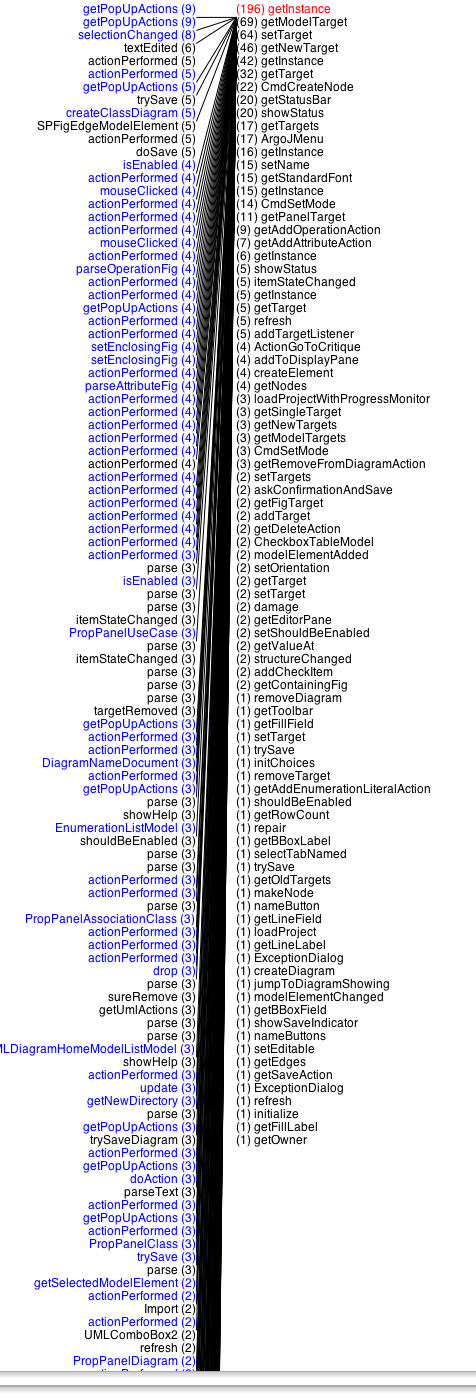 getPopUpActions (9)
getPopUpActions (9)
selectionChanged (8)
textEdited (6)
actionPerformed (5)
actionPerformed (5)
getPopUpActions (5)
trySave (5)
createClassDiagram (5)
SPFigEdgeModelElement (5)
actionPerformed (5)
doSave (5)
isEnabled (4)
actionPerformed (4)
mouseClicked (4)
actionPerformed (4)
actionPerformed (4)
actionPerformed (4)
mouseClicked (4)
actionPerformed (4)
parseOperationFig (4)
actionPerformed (4)
actionPerformed (4)
getPopUpActions (4)
actionPerformed (4)
actionPerformed (4)
setEnclosingFig (4)
setEnclosingFig (4)
actionPerformed (4)
parseAttributeFig (4)
actionPerformed (4)
actionPerformed (4)
actionPerformed (4)
actionPerformed (4)
actionPerformed (4)
actionPerformed (4)
actionPerformed (4)
actionPerformed (4)
actionPerformed (4)
actionPerformed (4)
actionPerformed (4)
actionPerformed (4)
actionPerformed (3)
parse (3)
isEnabled (3)
parse (3)
parse (3)
itemStateChanged (3)
PropPanelUseCase (3)
parse (3)
itemStateChanged (3)
parse (3)
parse (3)
parse (3)
targetRemoved (3)
getPopUpActions (3)
actionPerformed (3)
actionPerformed (3)
DiagramNameDocument (3)
actionPerformed (3)
getPopUpActions (3)
parse (3)
showHelp (3)
EnumerationListModel (3)
shouldBeEnabled (3)
parse (3)
parse (3)
actionPerformed (3)
actionPerformed (3)
parse (3)
PropPanelAssociationClass (3)
actionPerformed (3)
actionPerformed (3)
actionPerformed (3)
drop (3)
parse (3)
sureRemove (3)
getUmlActions (3)
parse (3)
parse (3)
MLDiagramHomeModelListModel (3)
showHelp (3)
actionPerformed (3)
update (3)
getNewDirectory (3)
parse (3)
getPopUpActions (3)
trySaveDiagram (3)
actionPerformed (3)
getPopUpActions (3)
doAction (3)
parseText (3)
actionPerformed (3)
getPopUpActions (3)
actionPerformed (3)
PropPanelClass (3)
trySave (3)
parse (3)
getSelectedModelElement (2)
actionPerformed (2)
Import (2)
actionPerformed (2)
UMLComboBox2 (2)
refresh (2)
PropPanelDiagram (2)
(196) getInstance
(69) getModelTarget
(64) setTarget
(46) getNewTarget
(42) getInstance
(32) getTarget
(22) CmdCreateNode
(20) getStatusBar
(20) showStatus
(17) getTargets
(17) ArgoJMenu
(16) getInstance
(15) setName
(15) getStandardFont
(15) getInstance
(14) CmdSetMode
(11) getPanelTarget
(9) getAddOperationAction
(7) getAddAttributeAction
(6) getInstance
(5) showStatus
(5) itemStateChanged
(5) getInstance
(5) getTarget
(5) refresh
(5) addTargetListener
(4) ActionGoToCritique
(4) addToDisplayPane
(4) createElement
(4) getNodes
(3) loadProjectWithProgressMonitor
(3) getSingleTarget
(3) getNewTargets
(3) getModelTargets
(3) CmdSetMode
(3) getRemoveFromDiagramAction
(2) setTargets
(2) askConfirmationAndSave
(2) getFigTarget
(2) addTarget
(2) getDeleteAction
(2) CheckboxTableModel
(2) modelElementAdded
(2) setOrientation
(2) getTarget
(2) setTarget
(2) damage
(2) getEditorPane
(2) setShouldBeEnabled
(2) getValueAt
(2) structureChanged
(2) addCheckItem
(2) getContainingFig
(1) removeDiagram
(1) getToolbar
(1) getFillField
(1) setTarget
(1) trySave
(1) initChoices
(1) removeTarget
(1) getAddEnumerationLiteralAction
(1) shouldBeEnabled
(1) getRowCount
(1) repair
(1) getBBoxLabel
(1) selectTabNamed
(1) trySave
(1) getOldTargets
(1) makeNode
(1) nameButton
(1) getLineField
(1) loadProject
(1) getLineLabel
(1) ExceptionDialog
(1) createDiagram
(1) jumpToDiagramShowing
(1) modelElementChanged
(1) getBBoxField
(1) showSaveIndicator
(1) nameButtons
(1) setEditable
(1) getEdges
(1) getSaveAction
(1) ExceptionDialog
(1) refresh
(1) initialize
(1) getFillLabel
(1) getOwner